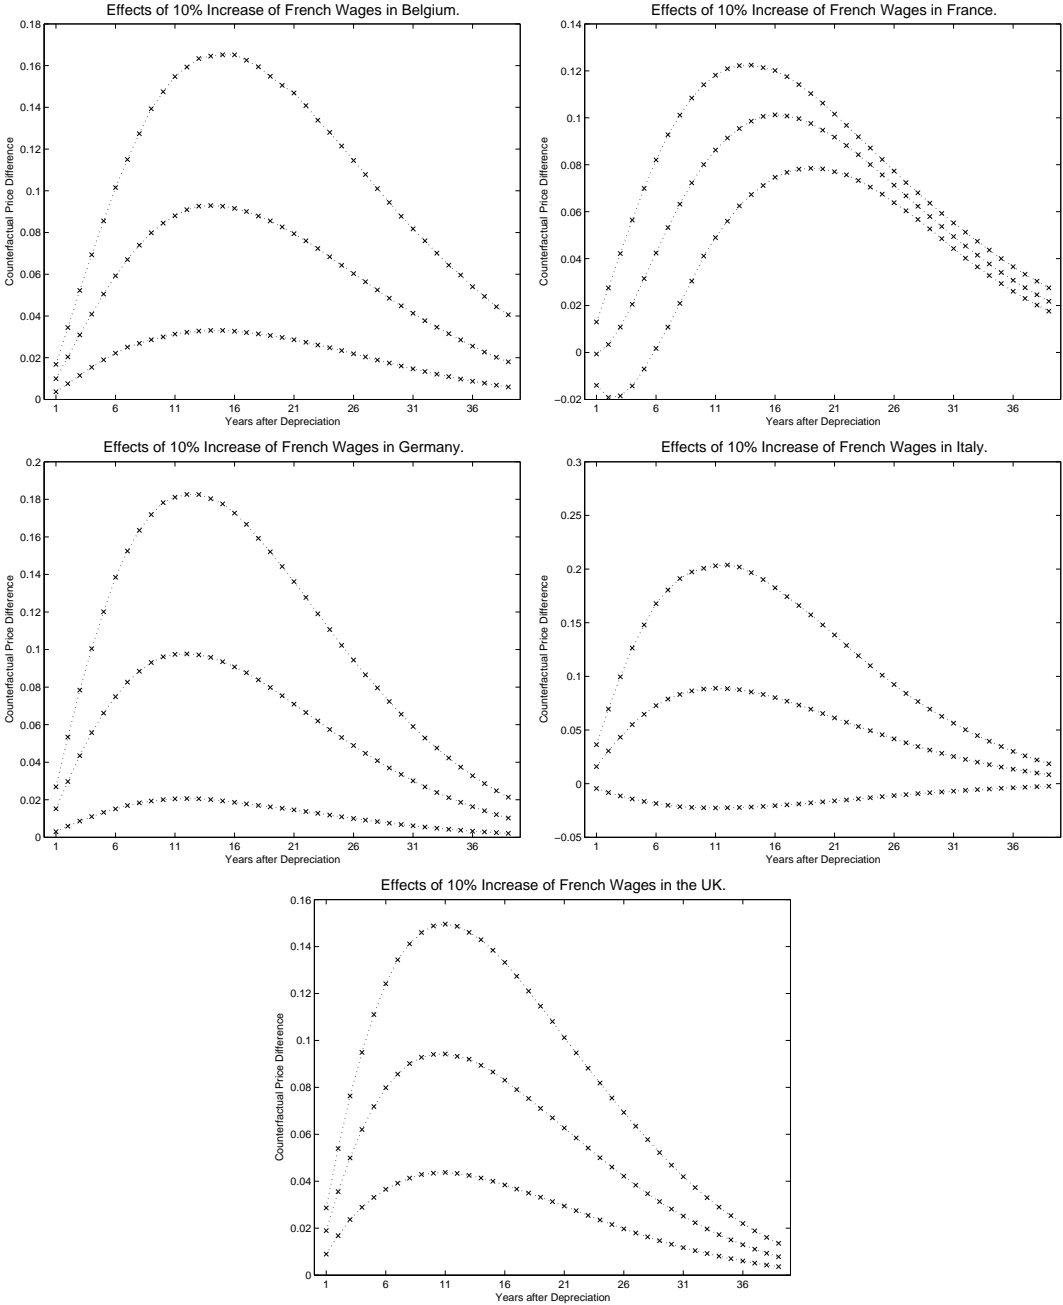 Effects of 10% Increase of French Wages in Belgium.
0.18
0.16
0.14
0.12
0.1
0.08
0.06
0.04
0.02
0
Counterfactual Price Difference
1 6 11 16 21 26 31 36
Years after Depreciation
Effects of 10% Increase of French Wages in France.
0.14
0.12
0.1
0.08
0.06
0.04
0.02
0
−0.02
Counterfactual Price Difference
1 6 11 16 21 26 31 36
Years after Depreciation
Effects of 10% Increase of French Wages in Germany.
0.2
0.18
0.16
0.14
0.12
0.1
0.08
0.06
0.04
0.02
0
Counterfactual Price Difference
1 6 11 16 21 26 31 36
Years after Depreciation
Effects of 10% Increase of French Wages in Italy.
0.3
0.25
0.2
0.15
0.1
0.05
0
−0.05
Counterfactual Price Difference
1 6 11 16 21 26 31 36
Years after Depreciation
Effects of 10% Increase of French Wages in the UK.
0.16
0.14
0.12
0.1
0.08
0.06
0.04
0.02
0
Counterfactual Price Difference
1 6 11 16 21 26 31 36
Years after Depreciation